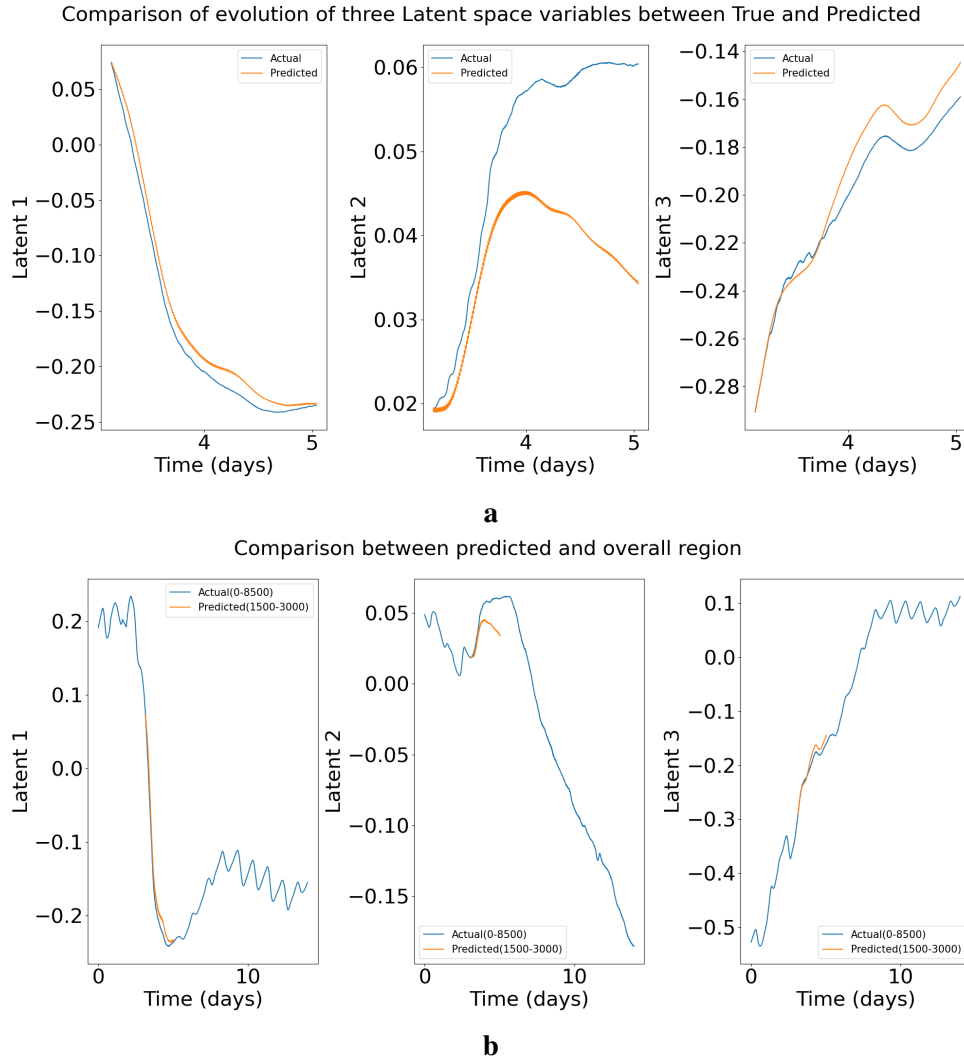 Comparison of evolution of three Latent space variables between True and Predicted
Actual
Predicted
0.05
0.00
−0.05
−0.10
−0.15
−0.20
−0.25
Latent 1
4
5
Time (days)
Actual
Predicted
0.06
0.05
0.04
0.03
0.02
Latent 2
4
5
Time (days)
Actual
Predicted
−0.14
−0.16
−0.18
−0.20
−0.22
−0.24
−0.26
−0.28
Latent 3
4
5
Time (days)
a
Comparison between predicted and overall region
Actual(0-8500)
Predicted(1500-3000)
0.2
0.1
0.0
−0.1
−0.2
Latent 1
0
10
Time (days)
0.05
0.00
−0.05
−0.10
−0.15
Latent 2
Actual(0-8500)
Predicted(1500-3000)
0
10
Time (days)
0.1
0.0
−0.1
−0.2
−0.3
−0.4
−0.5
Latent 3
Actual(0-8500)
Predicted(1500-3000)
0
10
Time (days)
b